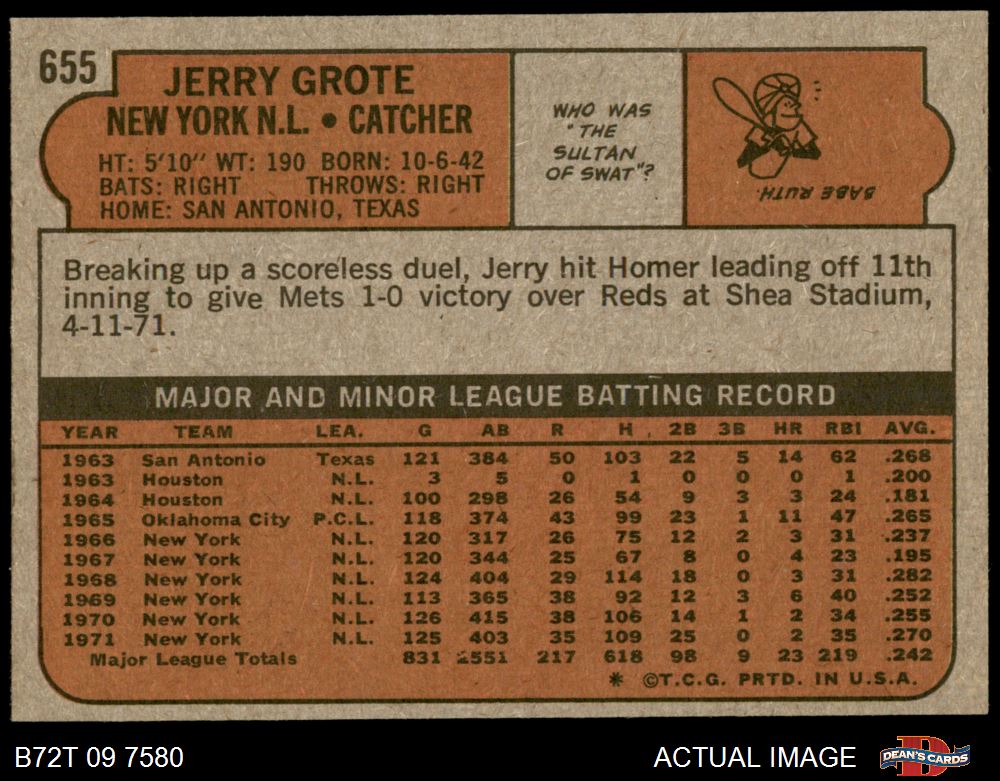 655
JERRY GROTE
NEW YORK N.L. • CATCHER
HT: 5'10" WT: 190 BORN: 10-6-42
BATS: RIGHT THROWS: RIGHT
HOME: SAN ANTONIO, TEXAS
WHO WAS
"THE
SULTAN
OF SWAT"?
BABE RUTH.
Breaking up a scoreless duel, Jerry hit Homer leading off 11th
inning to give Mets 1-0 victory over Reds at Shea Stadium,
4-11-71.
MAJOR AND MINOR LEAGUE BATTING RECORD
YEAR TEAM LEA. G AB R H 2B 3B HR RBI AVG.
1963 San Antonio Texas 121 384 50 103 22 5 14 62 .268
1963 Houston N.L. 3 5 0 1 0 0 0 1 .200
1964 Houston N.L. 100 298 26 54 9 3 3 24 .181
1965 Oklahoma City P.C.L. 118 374 43 99 23 1 11 47 .265
1966 New York N.L. 120 317 26 75 12 2 3 31 .237
1967 New York N.L. 120 344 25 67 8 0 4 23 .195
1968 New York N.L. 124 404 29 114 18 0 3 31 .282
1969 New York N.L. 113 365 38 92 12 3 6 40 .252
1970 New York N.L. 126 415 38 106 14 1 2 34 .255
1971 New York N.L. 125 403 35 109 25 0 2 35 .270
Major League Totals 831 2551 217 618 98 9 23 219 .242
* ©T.C.G. PRTD. IN U.S.A.
B72T 09 7580
ACTUAL IMAGE
D
DEAN'S CARDS